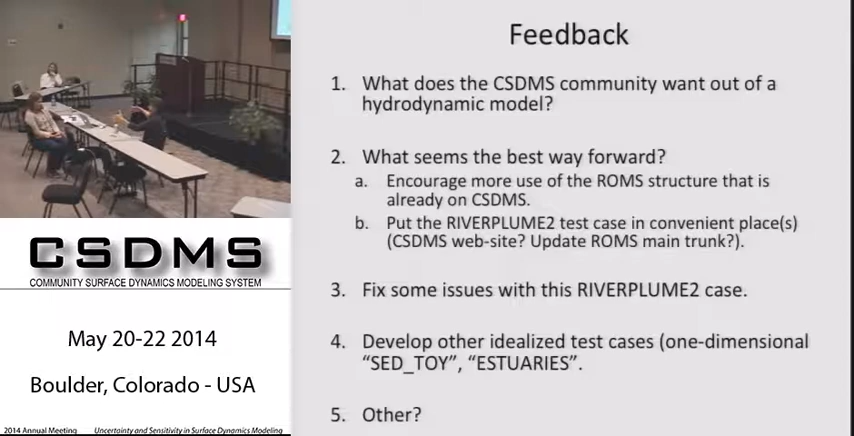 CSDMS
COMMUNITY SURFACE DYNAMICS MODELING SYSTEM
May 20-22 2014
Boulder, Colorado - USA
2014 Annual Meeting Uncertainty and Sensitivity in Surface Dynamics Modeling
Feedback
1. What does the CSDMS community want out of a
hydrodynamic model?
2. What seems the best way forward?
a. Encourage more use of the ROMS structure that is
already on CSDMS.
b. Put the RIVERPLUME2 test case in convenient place(s)
(CSDMS web-site? Update ROMS main trunk?).
3. Fix some issues with this RIVERPLUME2 case.
4. Develop other idealized test cases (one-dimensional
“SED_TOY”, “ESTUARIES”.
5. Other?